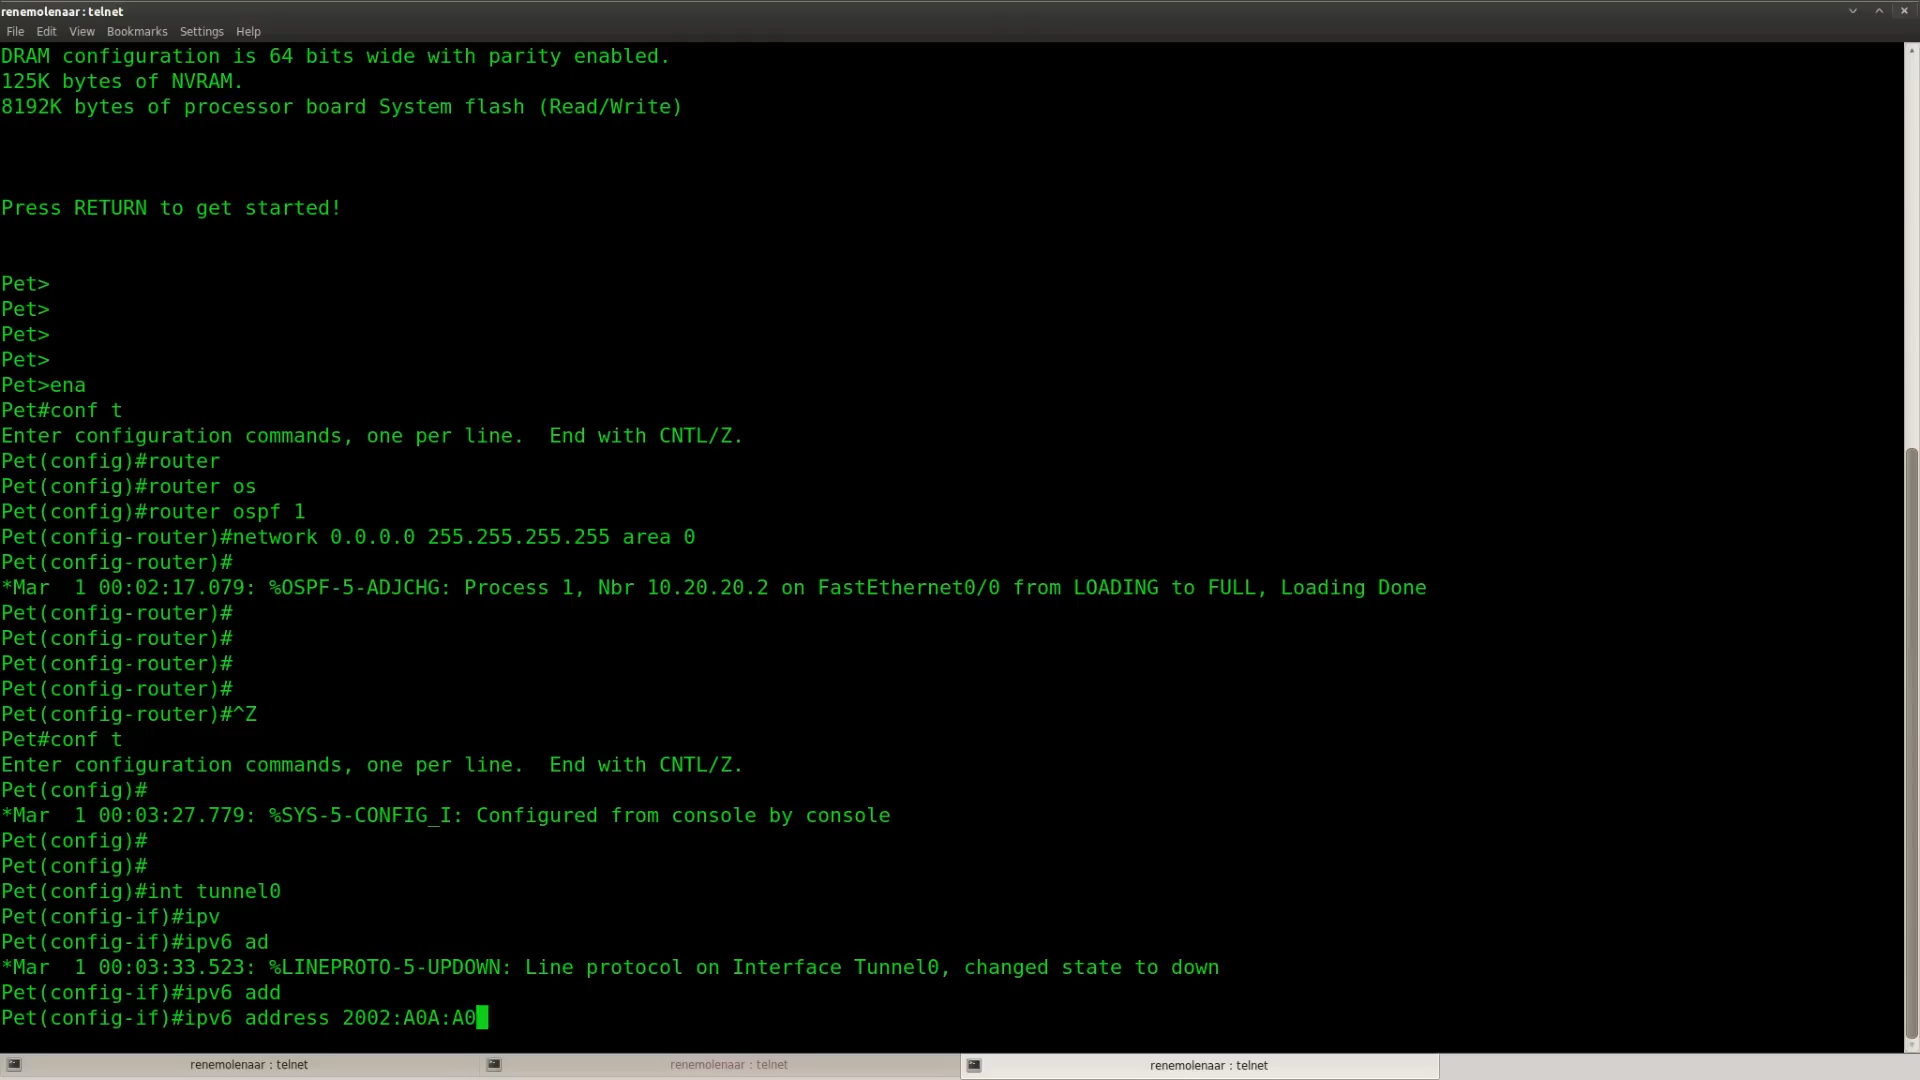 renemolenaar : telnet
File Edit View Bookmarks Settings Help
DRAM configuration is 64 bits wide with parity enabled.
125K bytes of NVRAM.
8192K bytes of processor board System flash (Read/Write)
Press RETURN to get started!
Pet>
Pet>
Pet>
Pet>
Pet>ena
Pet#conf t
Enter configuration commands, one per line.  End with CNTL/Z.
Pet(config)#router
Pet(config)#router os
Pet(config)#router ospf 1
Pet(config-router)#network 0.0.0.0 255.255.255.255 area 0
Pet(config-router)#
*Mar  1 00:02:17.079: %OSPF-5-ADJCHG: Process 1, Nbr 10.20.20.2 on FastEthernet0/0 from LOADING to FULL, Loading Done
Pet(config-router)#
Pet(config-router)#
Pet(config-router)#
Pet(config-router)#
Pet(config-router)#^Z
Pet#conf t
Enter configuration commands, one per line.  End with CNTL/Z.
Pet(config)#
*Mar  1 00:03:27.779: %SYS-5-CONFIG_I: Configured from console by console
Pet(config)#
Pet(config)#
Pet(config)#int tunnel0
Pet(config-if)#ipv
Pet(config-if)#ipv6 ad
*Mar  1 00:03:33.523: %LINEPROTO-5-UPDOWN: Line protocol on Interface Tunnel0, changed state to down
Pet(config-if)#ipv6 add
Pet(config-if)#ipv6 address 2002:A0A:A0
renemolenaar : telnet renemolenaar : telnet renemolenaar : telnet